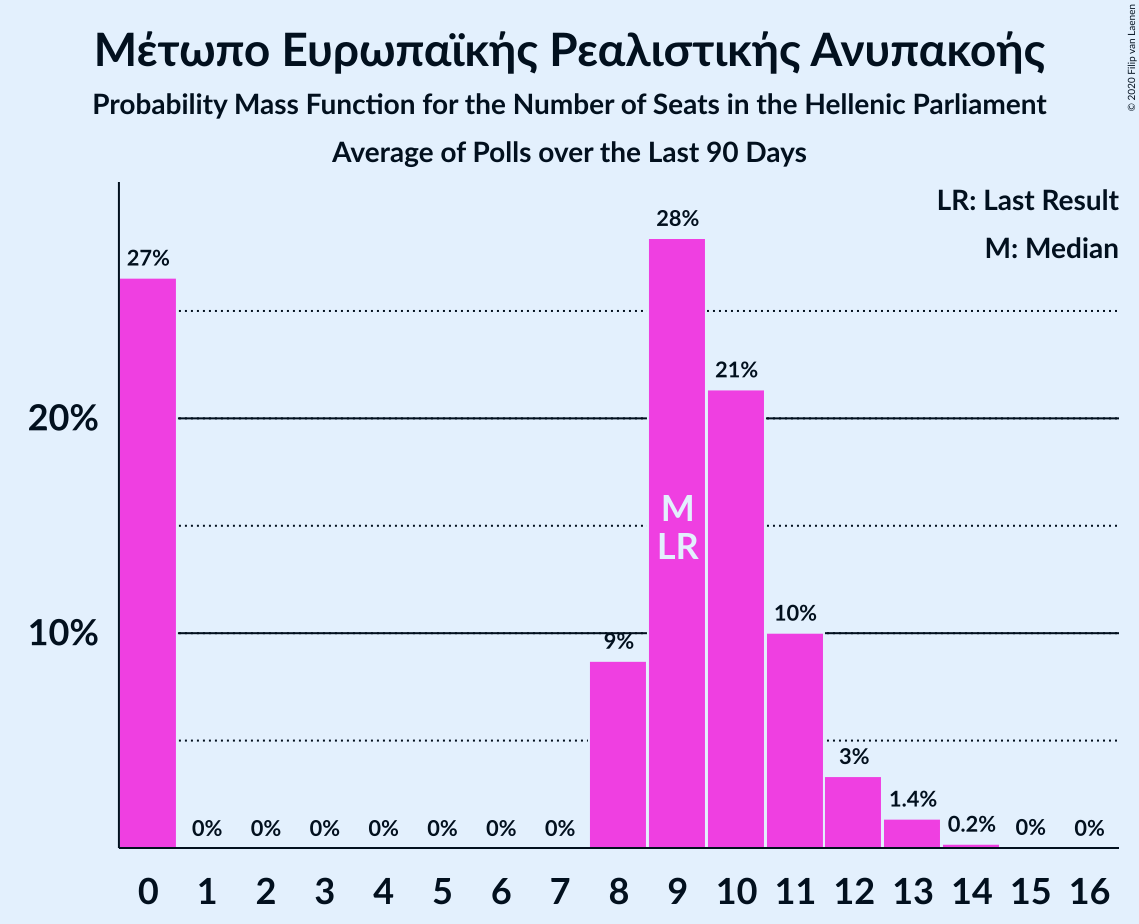 Μέτωπο Ευρωπαϊκής Ρεαλιστικής Ανυπακοής
Probability Mass Function for the Number of Seats in the Hellenic Parliament
Average of Polls over the Last 90 Days
© 2020 Filip van Laenen
LR: Last Result
M: Median
27%
0%
0%
0%
0%
0%
0%
0%
9%
28%
21%
10%
3%
1.4%
0.2%
0%
0%
M
LR
20%
10%
0 1 2 3 4 5 6 7 8 9 10 11 12 13 14 15 16